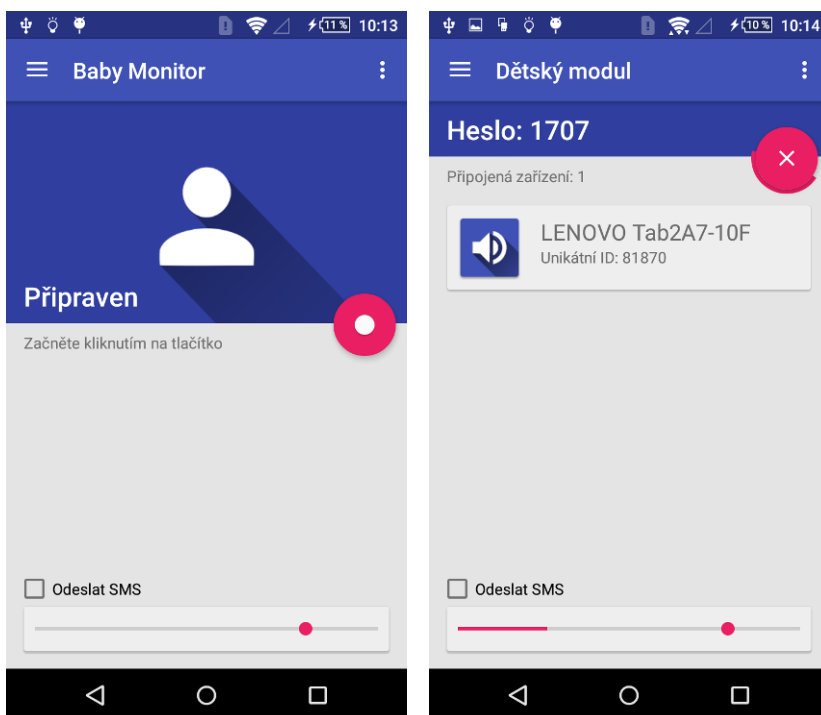 11 % 10:13
Baby Monitor
Připraven
Začněte kliknutím na tlačítko
Odeslat SMS
10 % 10:14
Dětský modul
Heslo: 1707
Připojená zařízení: 1
LENOVO Tab2A7-10F
Unikátní ID: 81870
Odeslat SMS